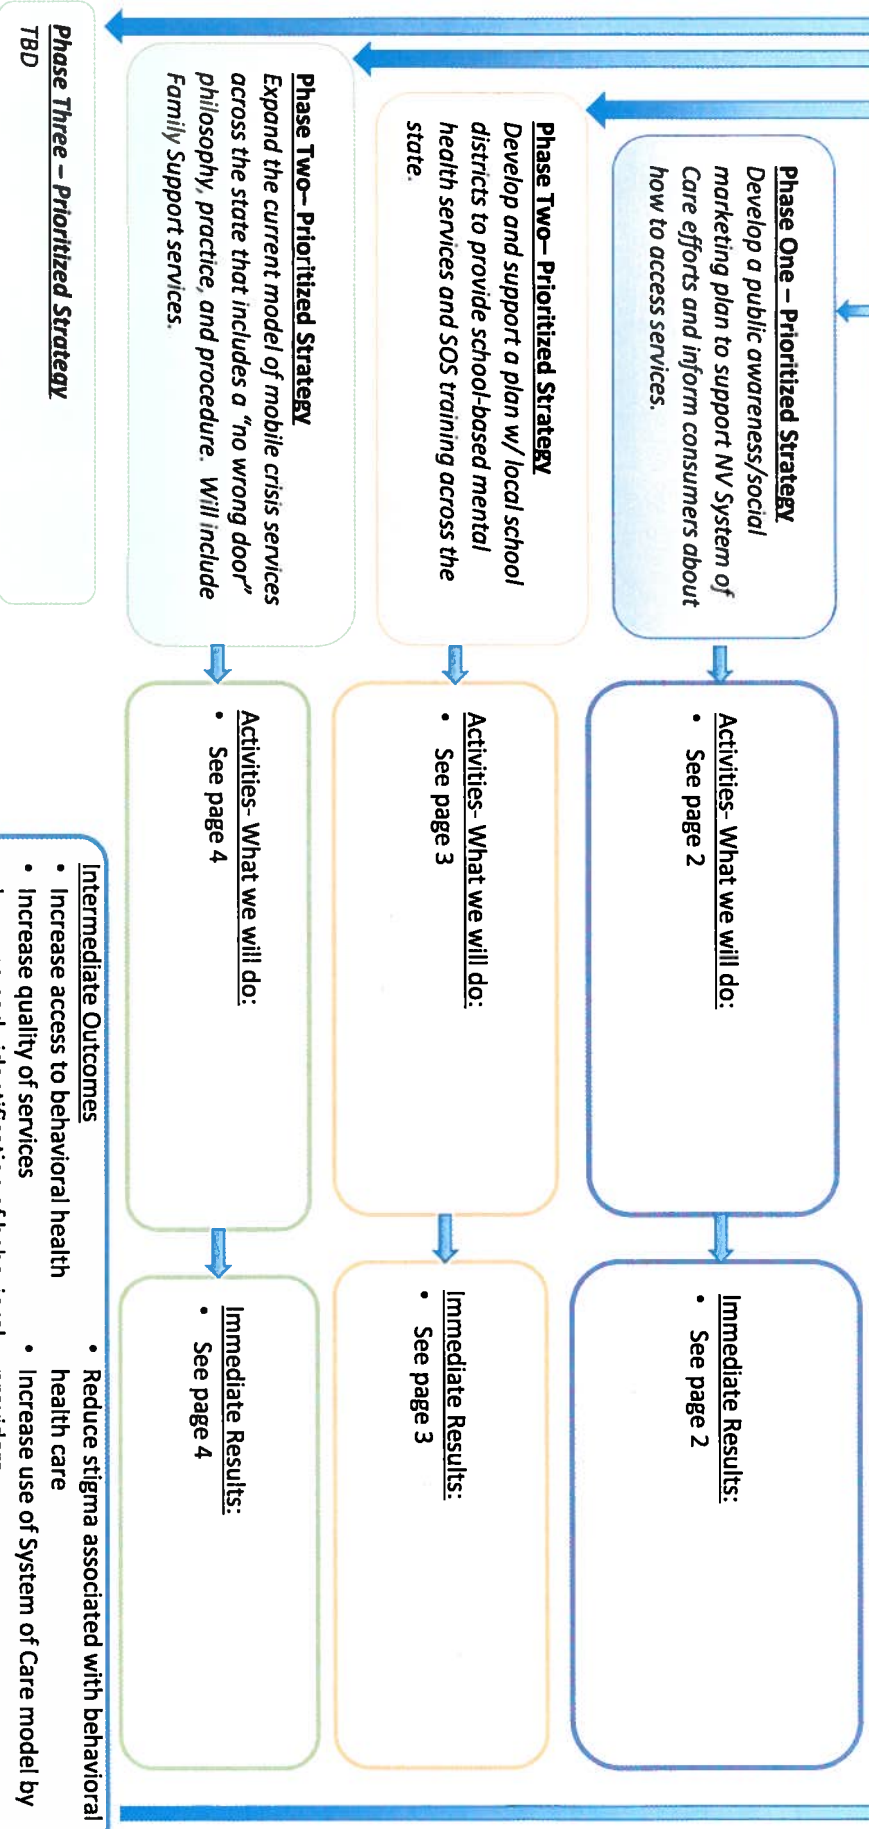 Phase One – Prioritized Strategy
Develop a public awareness/social
marketing plan to support NV System of
Care efforts and inform consumers about
how to access services.
Activities- What we will do:
• See page 2
Immediate Results:
• See page 2
Phase Two– Prioritized Strategy
Develop and support a plan w/ local school
districts to provide school-based mental
health services and SOS training across the
state.
Activities- What we will do:
• See page 3
Immediate Results:
• See page 3
Phase Two– Prioritized Strategy
Expand the current model of mobile crisis services
across the state that includes a “no wrong door”
philosophy, practice, and procedure.  Will include
Family Support services.
Activities- What we will do:
• See page 4
Immediate Results:
• See page 4
Phase Three – Prioritized Strategy
TBD
Intermediate Outcomes
• Increase access to behavioral health
• Increase quality of services
• Reduce stigma associated with behavioral
health care
• Increase use of System of Care model by